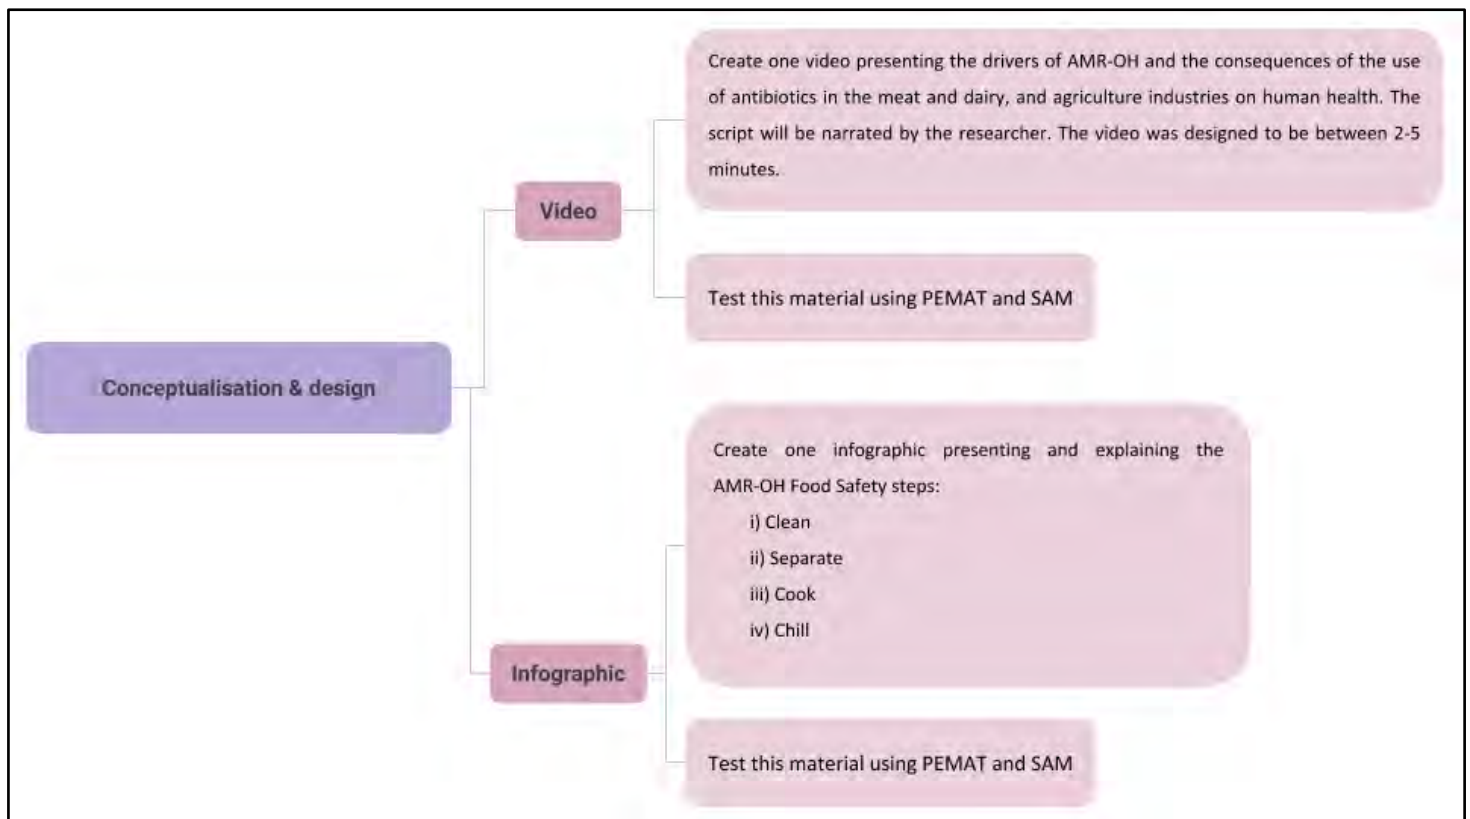 Create one video presenting the drivers of AMR-OH and the consequences of the use
of antibiotics in the meat and dairy, and agriculture industries on human health. The
script will be narrated by the researcher. The video was designed to be between 2-5
minutes.
Video
Test this material using PEMAT and SAM
Conceptualisation & design
Create one infographic presenting and explaining the
AMR-OH Food Safety steps:
i) Clean
ii) Separate
iii) Cook
iv) Chill
Infographic
Test this material using PEMAT and SAM